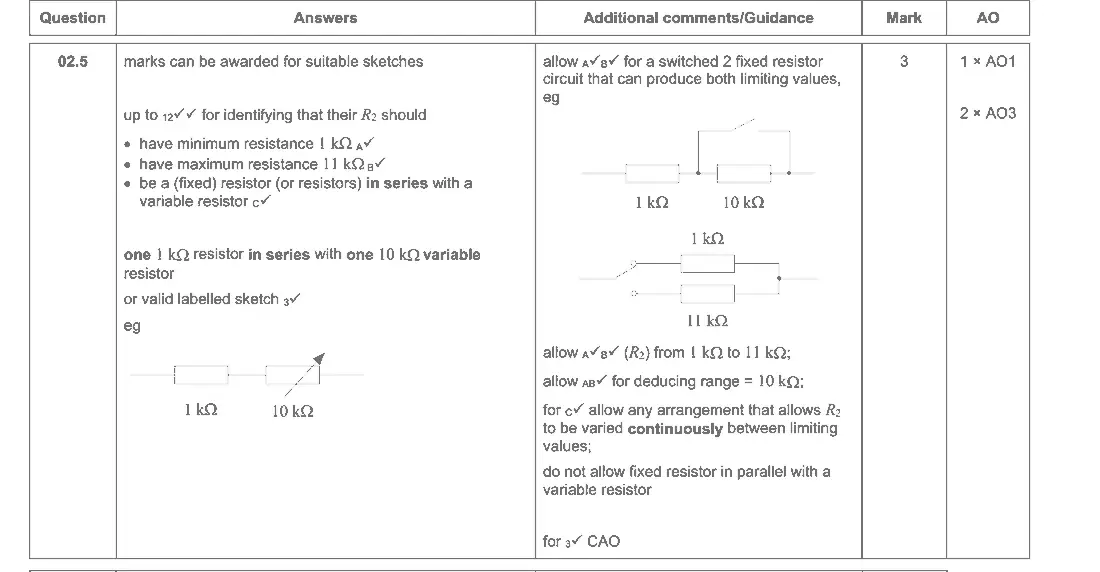 Question Answers Additional comments/Guidance Mark AO
02.5
marks can be awarded for suitable sketches
up to 12✓✓ for identifying that their R2 should
• have minimum resistance 1 kΩ A✓
• have maximum resistance 11 kΩ B✓
• be a (fixed) resistor (or resistors) in series with a
variable resistor C✓
one 1 kΩ resistor in series with one 10 kΩ variable
resistor
or valid labelled sketch 3✓
eg
1 kΩ 10 kΩ
allow A✓B✓ for a switched 2 fixed resistor
circuit that can produce both limiting values,
eg
1 kΩ 10 kΩ
1 kΩ
11 kΩ
allow A✓B✓ (R2) from 1 kΩ to 11 kΩ;
allow AB✓ for deducing range = 10 kΩ;
for C✓ allow any arrangement that allows R2
to be varied continuously between limiting
values;
do not allow fixed resistor in parallel with a
variable resistor
for 3✓ CAO
3
1 × AO1
2 × AO3